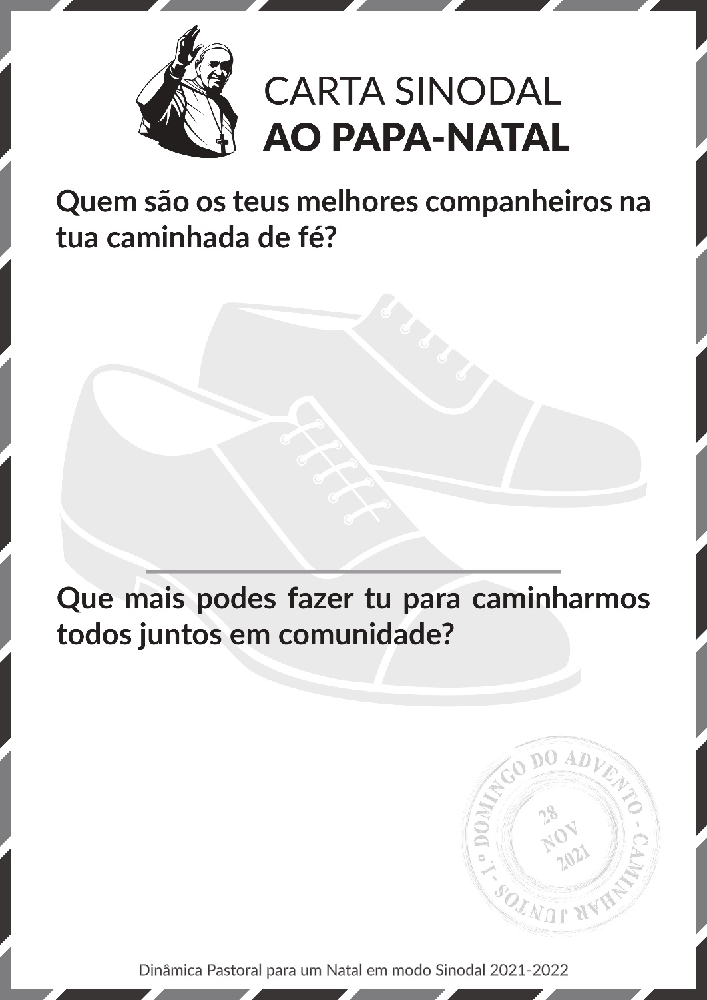 CARTA SINODAL
AO PAPA-NATAL
Quem são os teus melhores companheiros na
tua caminhada de fé?
Que mais podes fazer tu para caminharmos
todos juntos em comunidade?
1.º DOMINGO DO ADVENTO - CAMINHAR JUNTOS -
28
NOV
2021
Dinâmica Pastoral para um Natal em modo Sinodal 2021-2022